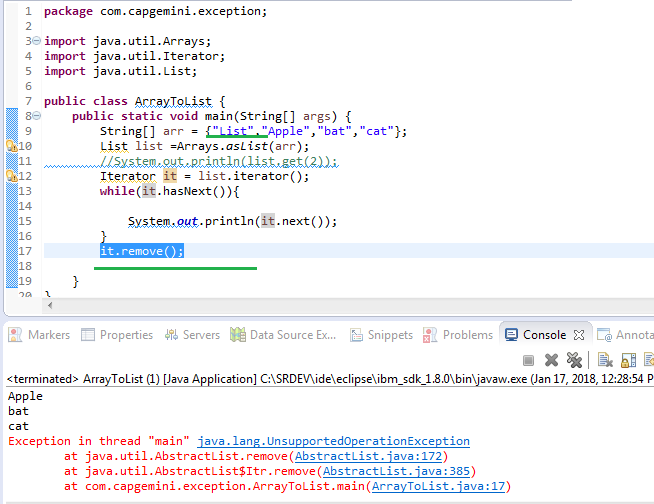 1 package com.capgemini.exception;
2
3 import java.util.Arrays;
4 import java.util.Iterator;
5 import java.util.List;
6
7 public class ArrayToList {
8 public static void main(String[] args) {
9 String[] arr = {"List","Apple","bat","cat"};
10 List list =Arrays.asList(arr);
11 //System.out.println(list.get(2));
12 Iterator it = list.iterator();
13 while(it.hasNext()){
14
15 System.out.println(it.next());
16 }
17 it.remove();
18
19 }
20 }
Markers Properties Servers Data Source Ex... Snippets Problems Console Annota
<terminated> ArrayToList (1) [Java Application] C:\SRDEV\ide\eclipse\ibm_sdk_1.8.0\bin\javaw.exe (Jan 17, 2018, 12:28:54 P
Apple
bat
cat
Exception in thread "main" java.lang.UnsupportedOperationException
at java.util.AbstractList.remove(AbstractList.java:172)
at java.util.AbstractList$Itr.remove(AbstractList.java:385)
at com.capgemini.exception.ArrayToList.main(ArrayToList.java:17)